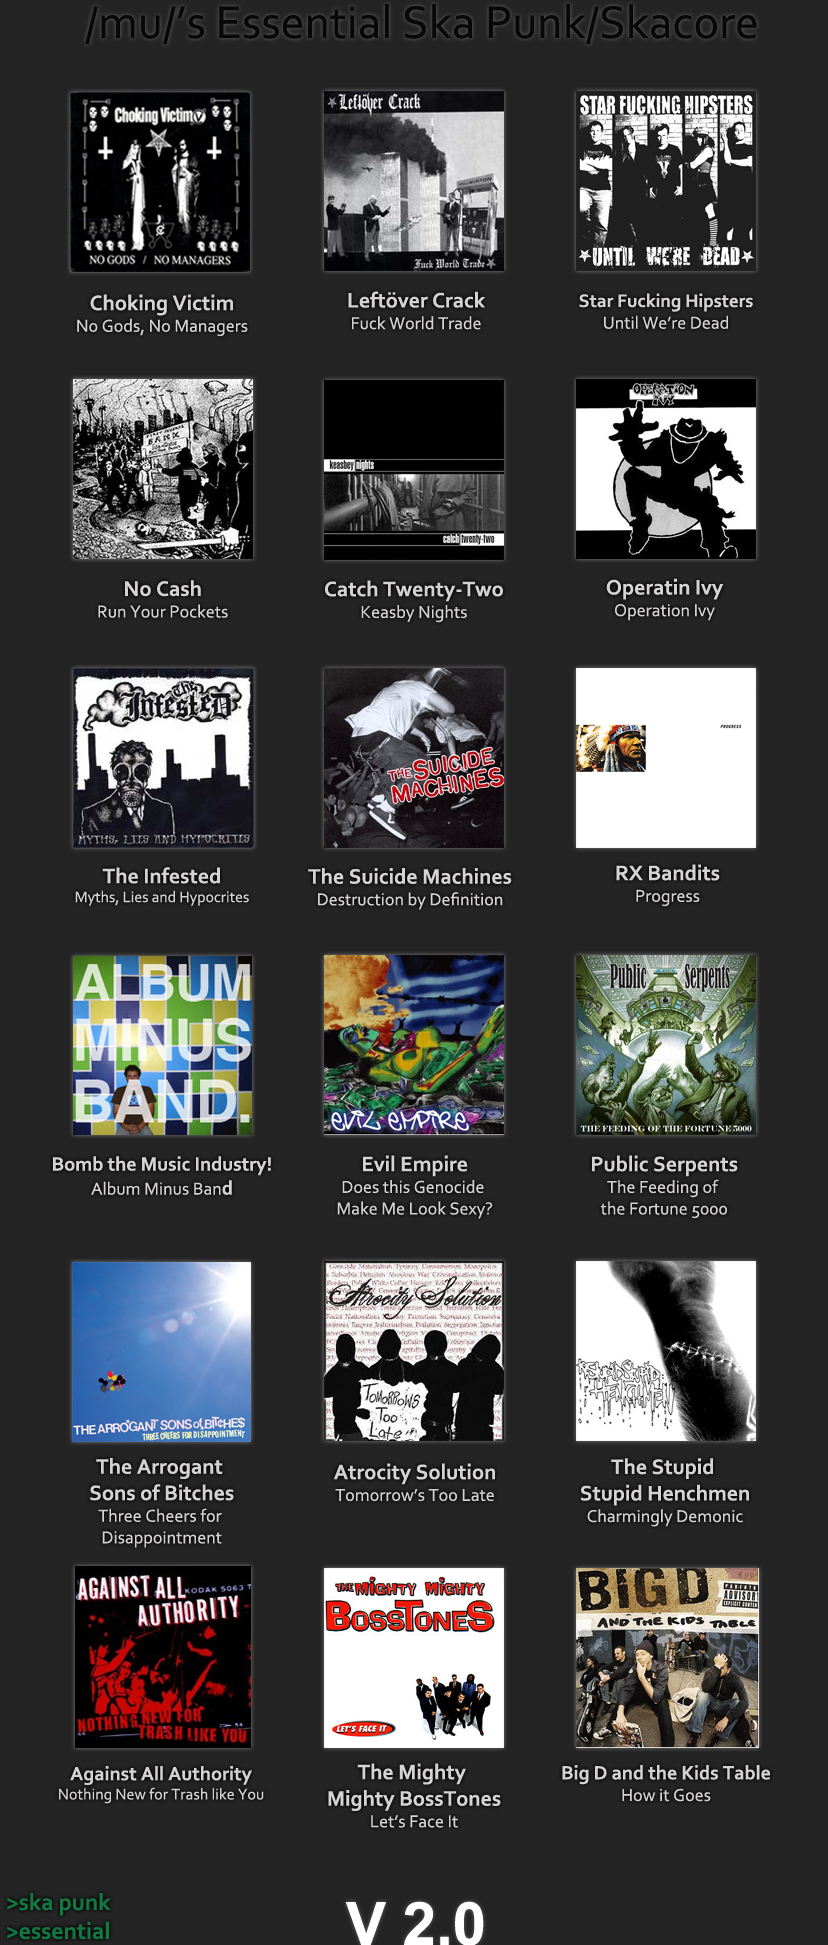 /mu/’s Essential Ska Punk/Skacore
Choking Victim
NO GODS / NO MANAGERS
Leftöver Crack
Fuck World Trade
STAR FUCKING HIPSTERS
UNTIL WE'RE DEAD
Choking Victim
No Gods, No Managers
Leftöver Crack
Fuck World Trade
Star Fucking Hipsters
Until We’re Dead
keasbey nights
catch twenty-two
OPERATION
IVY
No Cash
Run Your Pockets
Catch Twenty-Two
Keasby Nights
Operatin Ivy
Operation Ivy
The Infested
MYTHS, LIES AND HYPOCRITES
THE SUICIDE
MACHINES
PROGRESS
The Infested
Myths, Lies and Hypocrites
The Suicide Machines
Destruction by Definition
RX Bandits
Progress
ALBUM
MINUS
BAND.
EVIL EMPIRE
Public Serpents
THE FEEDING OF THE FORTUNE 5000
Bomb the Music Industry!
Album Minus Band
Evil Empire
Does this Genocide
Make Me Look Sexy?
Public Serpents
The Feeding of
the Fortune 5000
THE ARROGANT SONS OF BITCHES
THREE CHEERS FOR DISAPPOINTMENT
Atrocity Solution
TOMORROWS
Too
Late
The Arrogant
Sons of Bitches
Three Cheers for
Disappointment
Atrocity Solution
Tomorrow’s Too Late
The Stupid
Stupid Henchmen
Charmingly Demonic
AGAINST ALL
KODAK 5063 T
AUTHORITY
NOTHING NEW FOR
TRASH LIKE YOU
THE MIGHTY MIGHTY
BOSSTONES
LET'S FACE IT
BIG D
PARENTAL
ADVISORY
EXPLICIT CONTENT
AND THE KIDS TABLE
Against All Authority
Nothing New for Trash like You
The Mighty
Mighty BossTones
Let’s Face It
Big D and the Kids Table
How it Goes
>ska punk
>essential
V 2.0